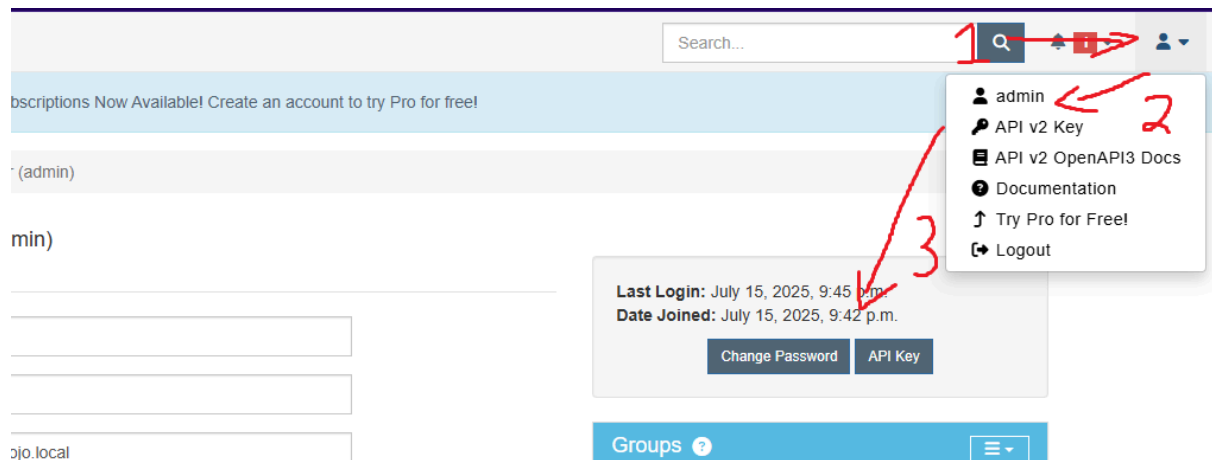 Search...
1
admin
2
API v2 Key
API v2 OpenAPI3 Docs
Documentation
Try Pro for Free!
Logout
bscriptions Now Available! Create an account to try Pro for free!
(admin)
min)
3
Last Login: July 15, 2025, 9:45 p.m.
Date Joined: July 15, 2025, 9:42 p.m.
Change Password
API Key
ojo.local
Groups